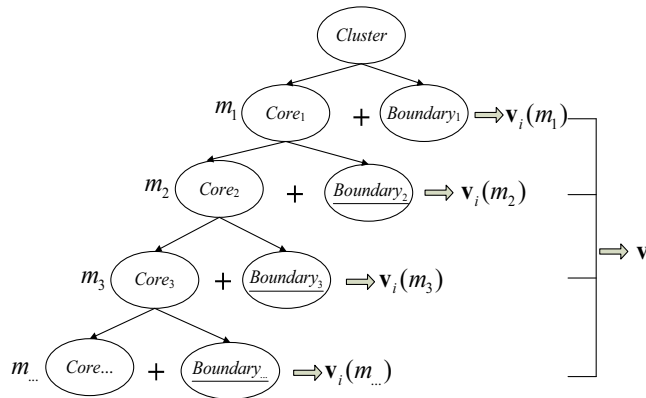 Cluster
m₁ Core₁ + Boundary₁ ⇨ vᵢ(m₁)
m₂ Core₂ + Boundary₂ ⇨ vᵢ(m₂)
⇨ v
m₃ Core₃ + Boundary₃ ⇨ vᵢ(m₃)
m... Core... + Boundary... ⇨ vᵢ(m...)